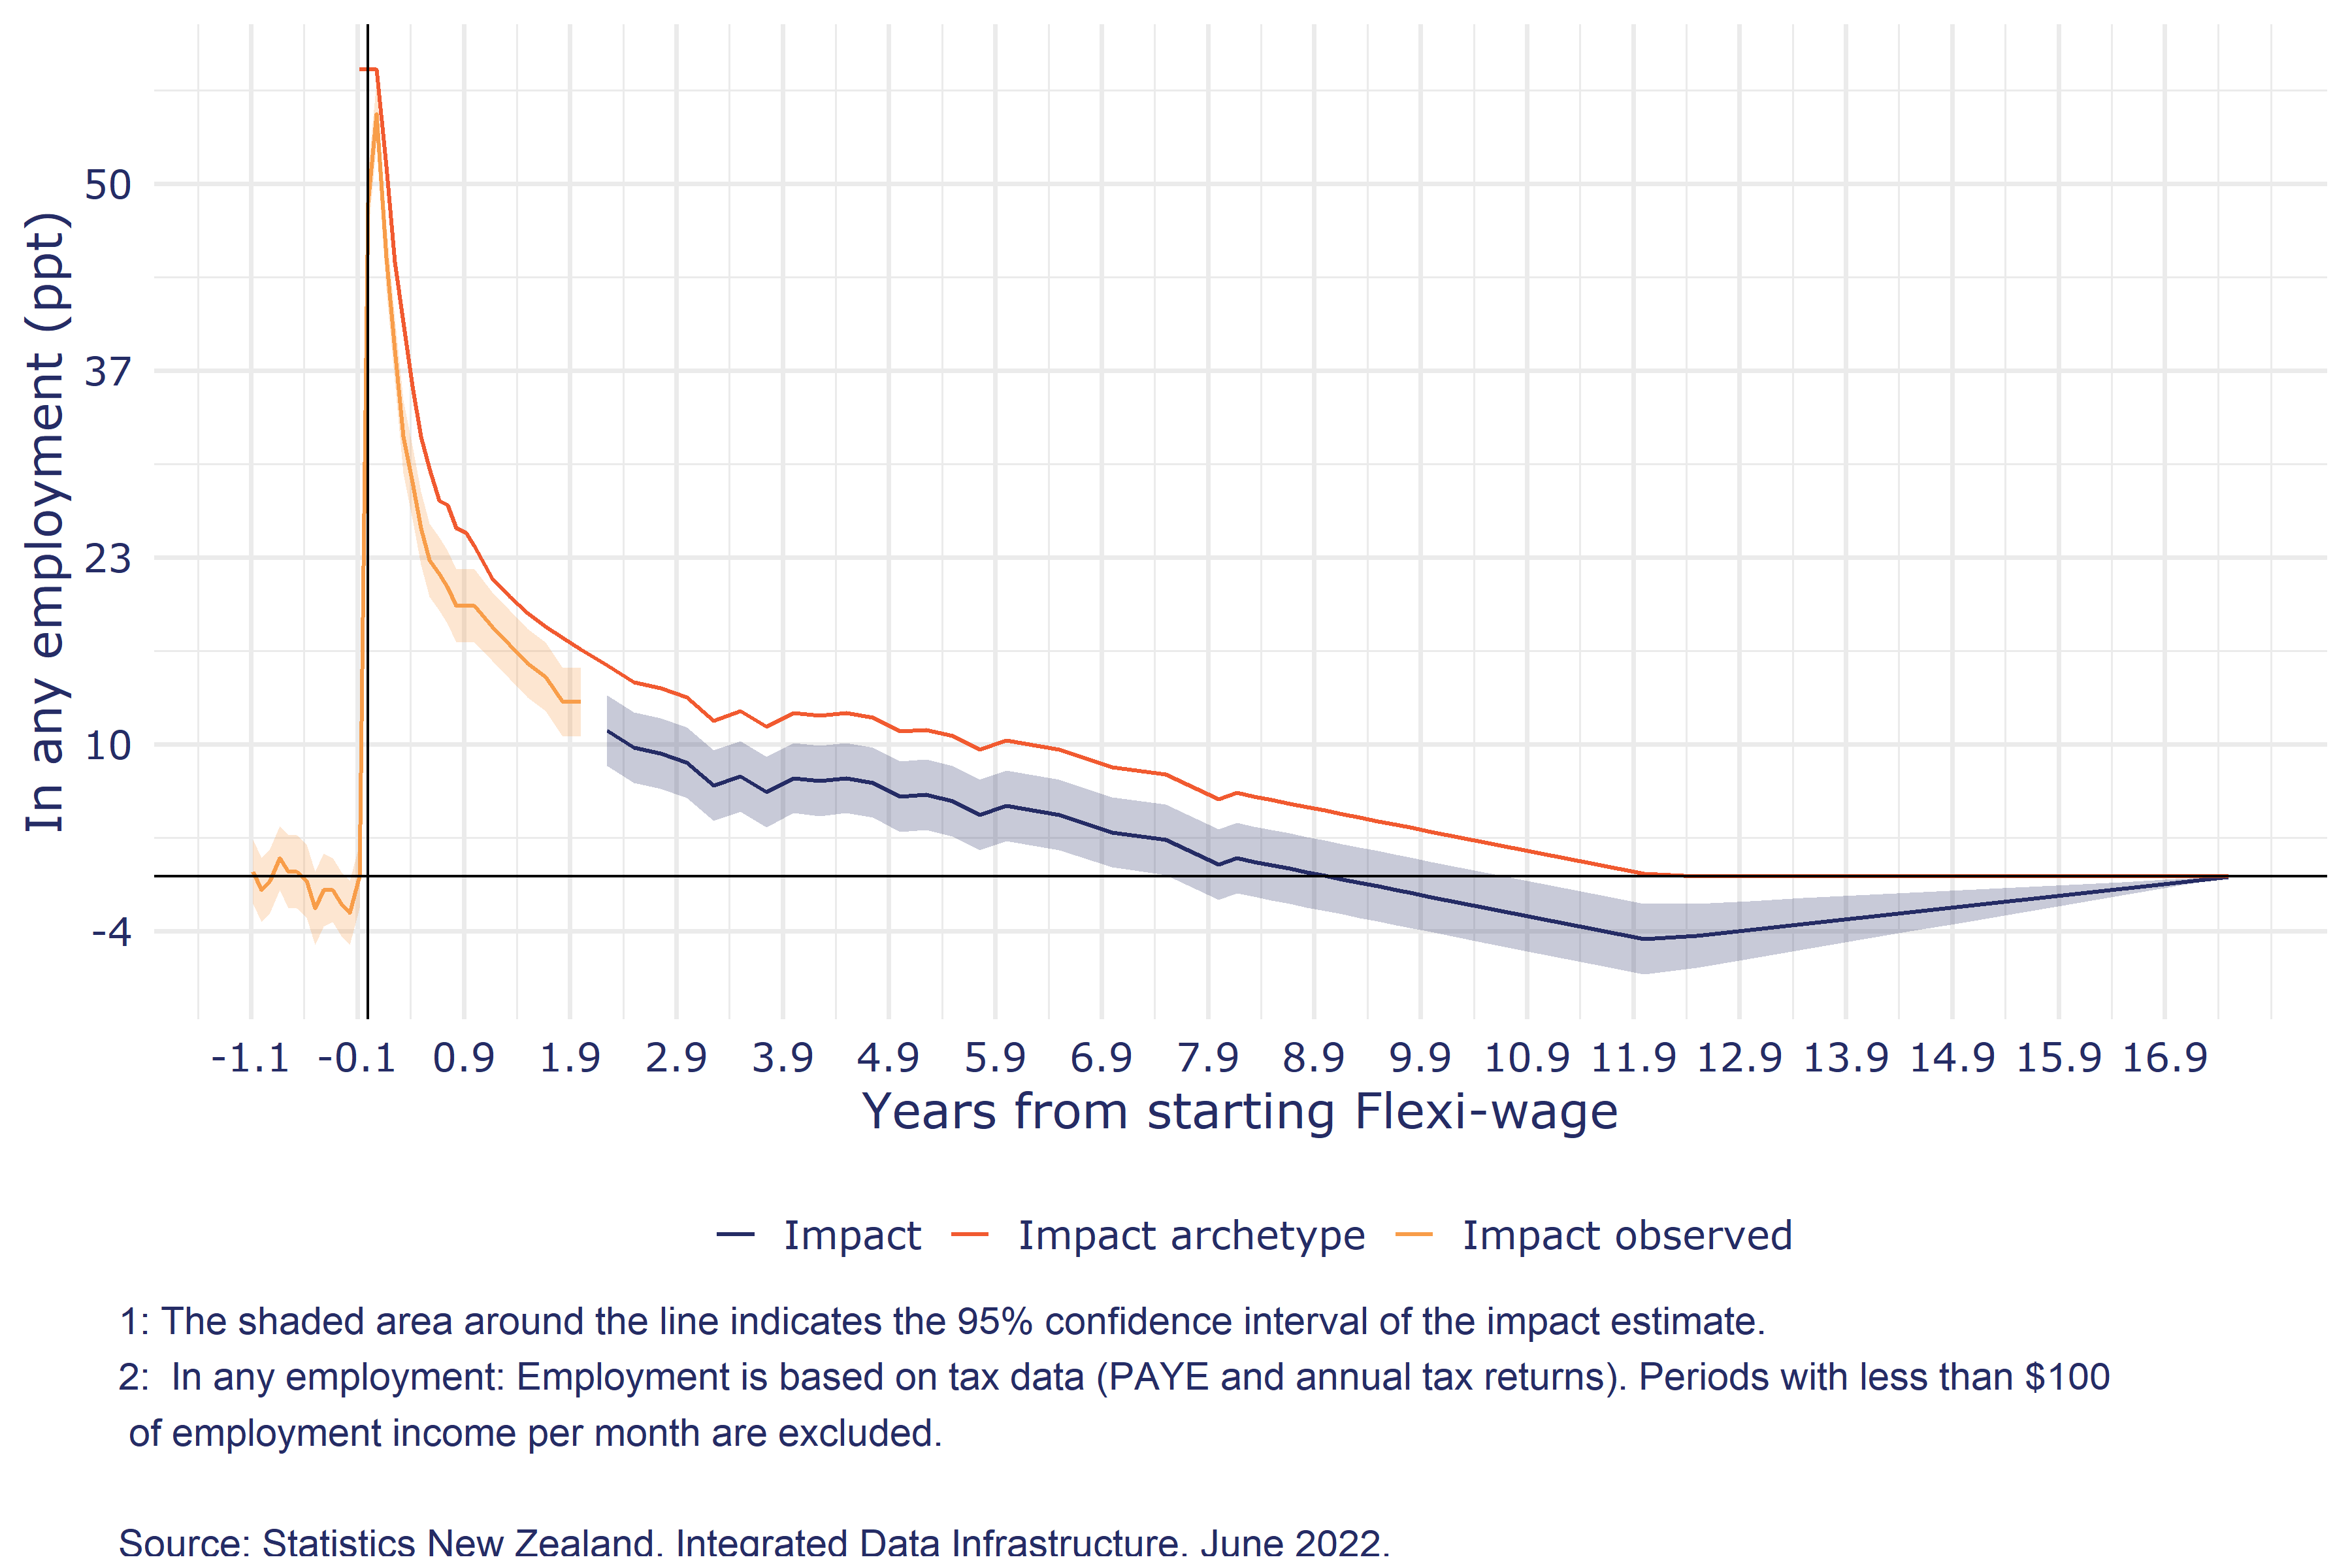 In any employment (ppt)
50
37
23
10
-4
-1.1 -0.1 0.9 1.9 2.9 3.9 4.9 5.9 6.9 7.9 8.9 9.9 10.9 11.9 12.9 13.9 14.9 15.9 16.9
Years from starting Flexi-wage
Impact Impact archetype Impact observed
1: The shaded area around the line indicates the 95% confidence interval of the impact estimate.
2: In any employment: Employment is based on tax data (PAYE and annual tax returns). Periods with less than $100
of employment income per month are excluded.
Source: Statistics New Zealand, Integrated Data Infrastructure, June 2022.